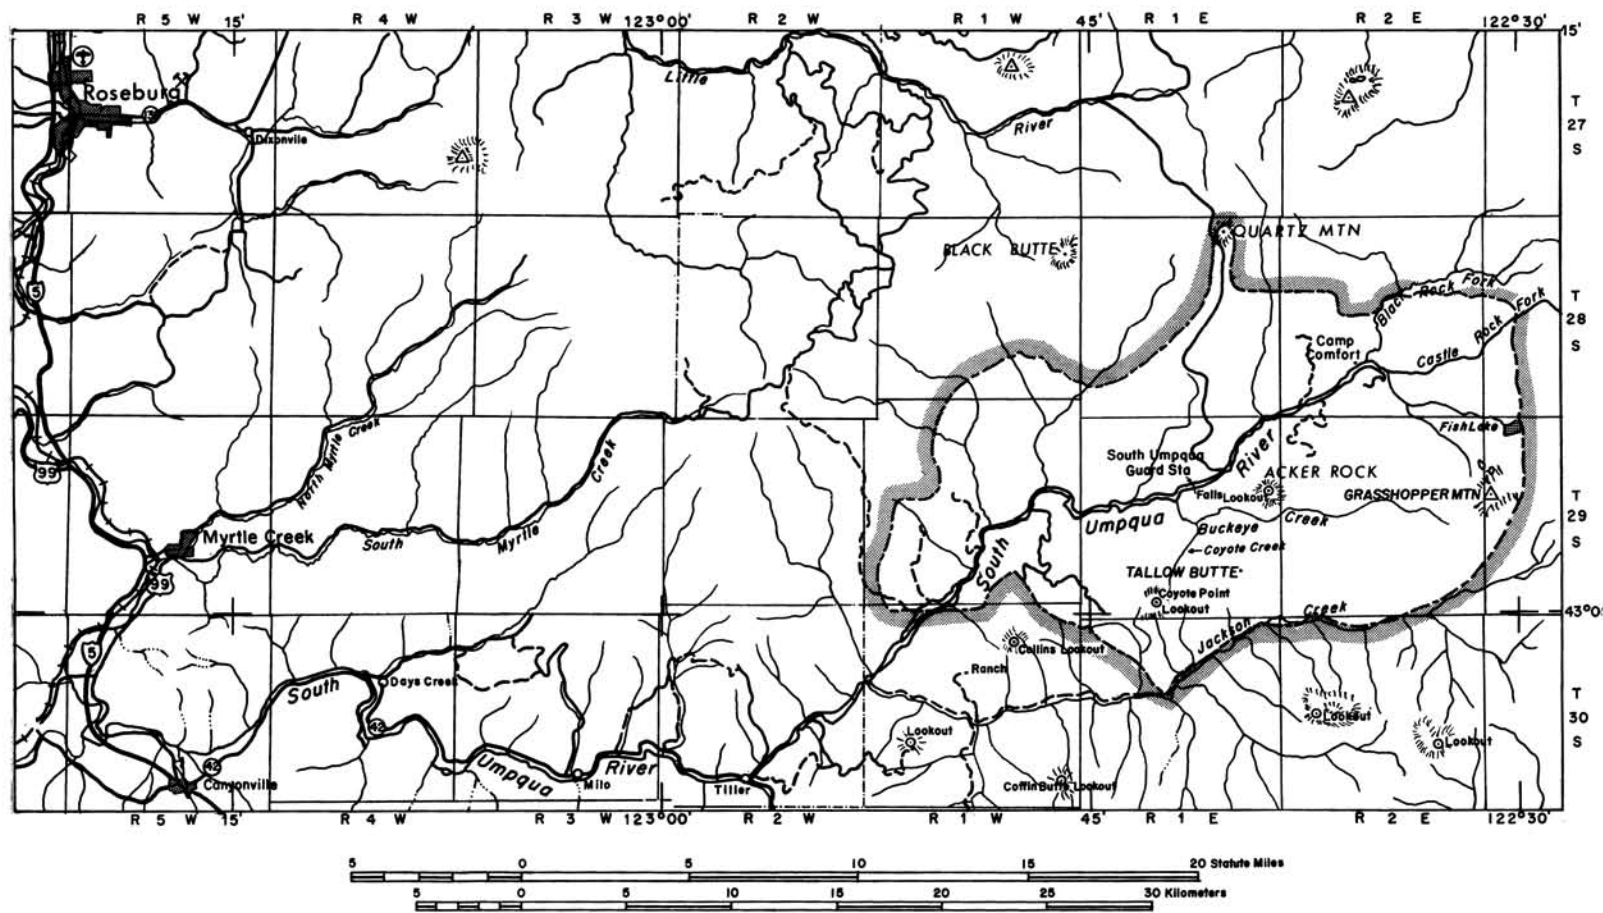 R 5 W 15' R 4 W R 3 W 123°00' R 2 W R 1 W 45' R 1 E R 2 E 122°30'
15'
Roseburg
42
Little
River
T
27
S
Dixonville
QUARTZ MTN
BLACK BUTTE
5
Black Rock Fork
T
28
S
Castle Rock Fork
Camp
Comfort
North Myrtle Creek
Creek
Fish Lake
99
South Umpqua
Guard Sta
River
ACKER ROCK
Falls Lookout
GRASSHOPPER MTN
T
29
S
Umpqua
Buckeye Creek
Myrtle Creek
South Myrtle
South
Coyote Creek
99
TALLOW BUTTE
Coyote Point
Lookout
43°05
Jackson Creek
5
Collins Lookout
Ranch
South
Days Creek
T
30
S
42
Lookout
Lookout
Lookout
Umpqua River
42
Canyonville
Milo
Tiller
Coffin Butte Lookout
R 5 W 15' R 4 W R 3 W 123°00' R 2 W R 1 W 45' R 1 E R 2 E 122°30'
5 0 5 10 15 20 Statute Miles
5 0 5 10 15 20 25 30 Kilometers